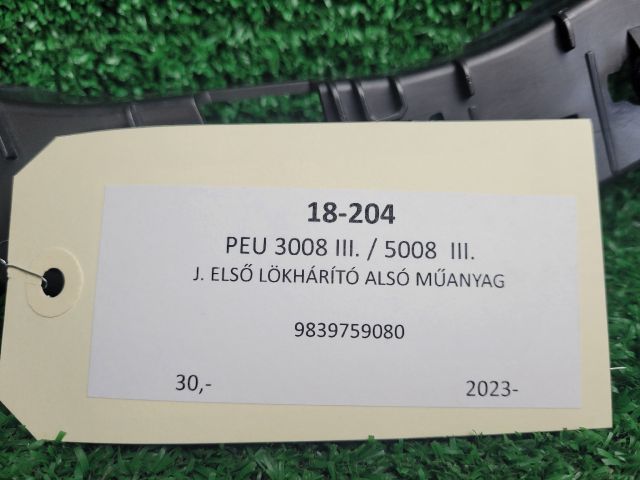 18-204
PEU 3008 III. / 5008 III.
J. ELSŐ LÖKHÁRÍTÓ ALSÓ MŰANYAG
9839759080
30,- 2023-